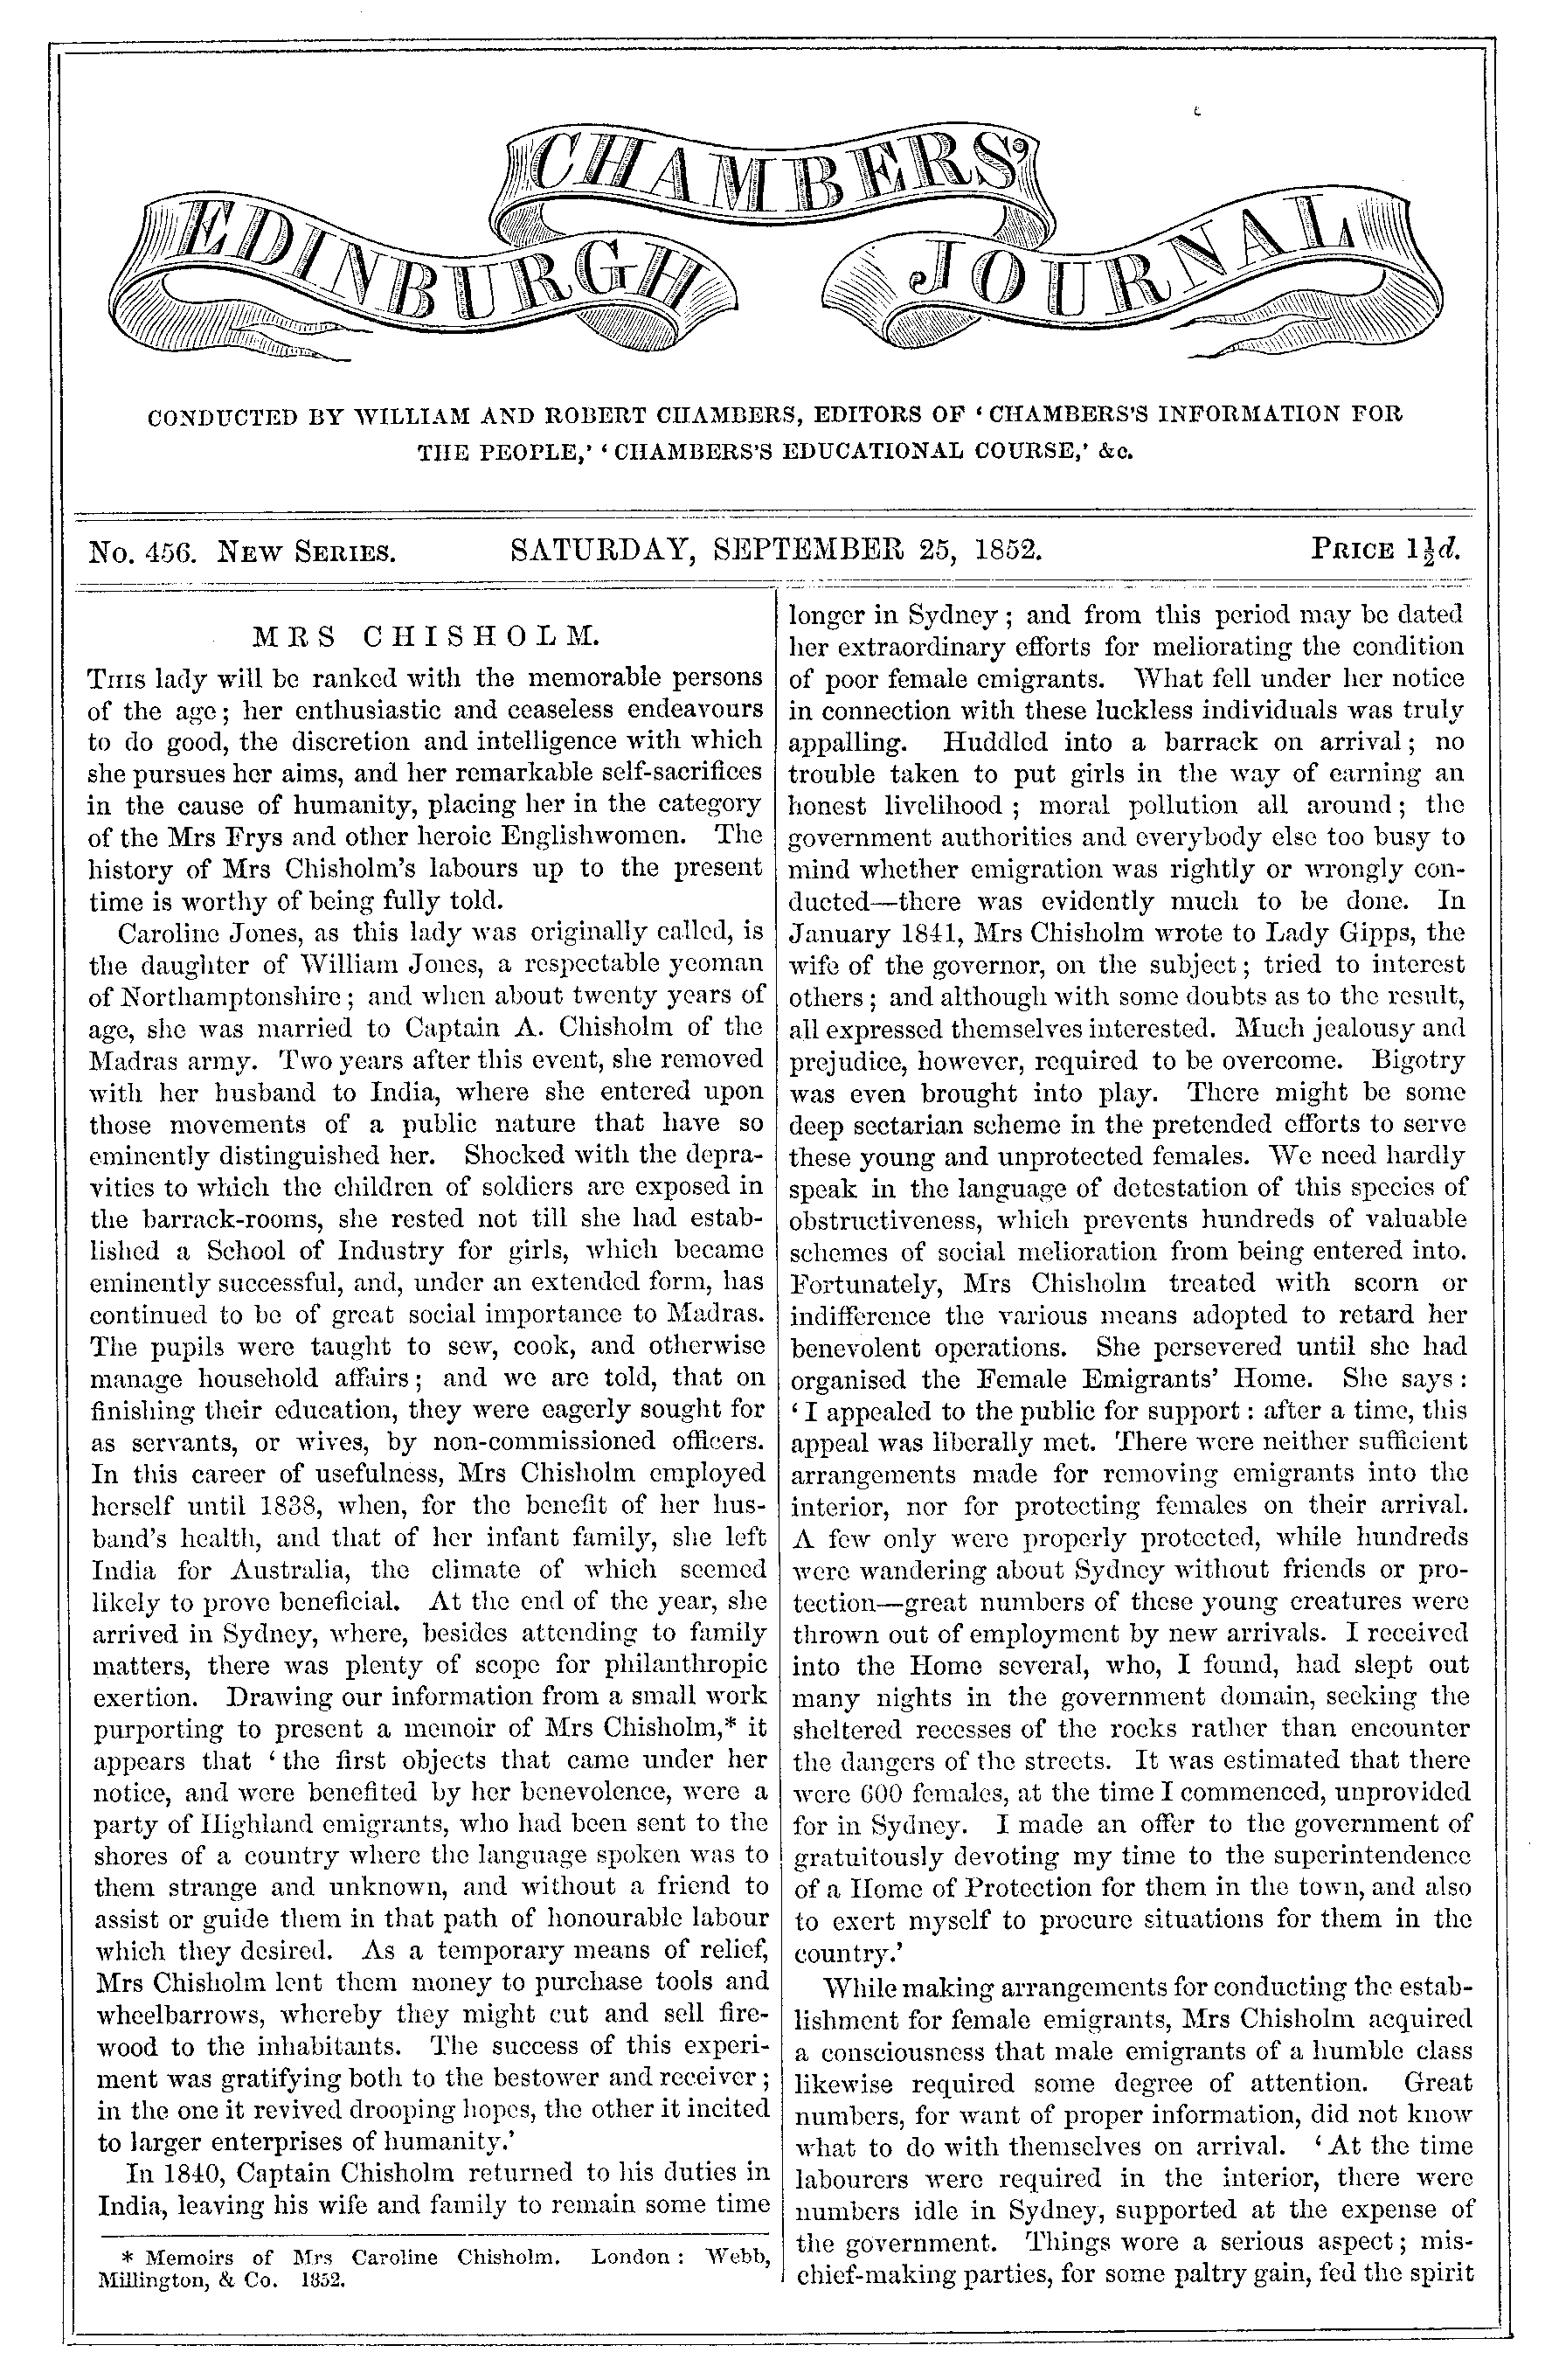 CHAMBERS'
EDINBURGH JOURNAL
CONDUCTED BY WILLIAM AND ROBERT CHAMBERS, EDITORS OF ‘CHAMBERS'S INFORMATION FOR
THE PEOPLE,’ ‘CHAMBERS'S EDUCATIONAL COURSE,’ &c.
No. 456. NEW SERIES. SATURDAY, SEPTEMBER 25, 1852. PRICE 1½d.
MRS CHISHOLM.
THIS lady will be ranked with the memorable persons
of the age; her enthusiastic and ceaseless endeavours
to do good, the discretion and intelligence with which
she pursues her aims, and her remarkable self-sacrifices
in the cause of humanity, placing her in the category
of the Mrs Frys and other heroic Englishwomen. The
history of Mrs Chisholm's labours up to the present
time is worthy of being fully told.
Caroline Jones, as this lady was originally called, is
the daughter of William Jones, a respectable yeoman
of Northamptonshire; and when about twenty years of
age, she was married to Captain A. Chisholm of the
Madras army. Two years after this event, she removed
with her husband to India, where she entered upon
those movements of a public nature that have so
eminently distinguished her. Shocked with the depra-
vities to which the children of soldiers are exposed in
the barrack-rooms, she rested not till she had estab-
lished a School of Industry for girls, which became
eminently successful, and, under an extended form, has
continued to be of great social importance to Madras.
The pupils were taught to sew, cook, and otherwise
manage household affairs; and we are told, that on
finishing their education, they were eagerly sought for
as servants, or wives, by non-commissioned officers.
In this career of usefulness, Mrs Chisholm employed
herself until 1838, when, for the benefit of her hus-
band's health, and that of her infant family, she left
India for Australia, the climate of which seemed
likely to prove beneficial. At the end of the year, she
arrived in Sydney, where, besides attending to family
matters, there was plenty of scope for philanthropic
exertion. Drawing our information from a small work
purporting to present a memoir of Mrs Chisholm,* it
appears that ‘the first objects that came under her
notice, and were benefited by her benevolence, were a
party of Highland emigrants, who had been sent to the
shores of a country where the language spoken was to
them strange and unknown, and without a friend to
assist or guide them in that path of honourable labour
which they desired. As a temporary means of relief,
Mrs Chisholm lent them money to purchase tools and
wheelbarrows, whereby they might cut and sell fire-
wood to the inhabitants. The success of this experi-
ment was gratifying both to the bestower and receiver;
in the one it revived drooping hopes, the other it incited
to larger enterprises of humanity.’
In 1840, Captain Chisholm returned to his duties in
India, leaving his wife and family to remain some time
* Memoirs of Mrs Caroline Chisholm. London: Webb,
Millington, & Co. 1852.
longer in Sydney; and from this period may be dated
her extraordinary efforts for meliorating the condition
of poor female emigrants. What fell under her notice
in connection with these luckless individuals was truly
appalling. Huddled into a barrack on arrival; no
trouble taken to put girls in the way of earning an
honest livelihood; moral pollution all around; the
government authorities and everybody else too busy to
mind whether emigration was rightly or wrongly con-
ducted—there was evidently much to be done. In
January 1841, Mrs Chisholm wrote to Lady Gipps, the
wife of the governor, on the subject; tried to interest
others; and although with some doubts as to the result,
all expressed themselves interested. Much jealousy and
prejudice, however, required to be overcome. Bigotry
was even brought into play. There might be some
deep sectarian scheme in the pretended efforts to serve
these young and unprotected females. We need hardly
speak in the language of detestation of this species of
obstructiveness, which prevents hundreds of valuable
schemes of social melioration from being entered into.
Fortunately, Mrs Chisholm treated with scorn or
indifference the various means adopted to retard her
benevolent operations. She persevered until she had
organised the Female Emigrants' Home. She says:
‘I appealed to the public for support: after a time, this
appeal was liberally met. There were neither sufficient
arrangements made for removing emigrants into the
interior, nor for protecting females on their arrival.
A few only were properly protected, while hundreds
were wandering about Sydney without friends or pro-
tection—great numbers of these young creatures were
thrown out of employment by new arrivals. I received
into the Home several, who, I found, had slept out
many nights in the government domain, seeking the
sheltered recesses of the rocks rather than encounter
the dangers of the streets. It was estimated that there
were 600 females, at the time I commenced, unprovided
for in Sydney. I made an offer to the government of
gratuitously devoting my time to the superintendence
of a Home of Protection for them in the town, and also
to exert myself to procure situations for them in the
country.’
While making arrangements for conducting the estab-
lishment for female emigrants, Mrs Chisholm acquired
a consciousness that male emigrants of a humble class
likewise required some degree of attention. Great
numbers, for want of proper information, did not know
what to do with themselves on arrival. ‘At the time
labourers were required in the interior, there were
numbers idle in Sydney, supported at the expense of
the government. Things wore a serious aspect; mis-
chief-making parties, for some paltry gain, fed the spirit